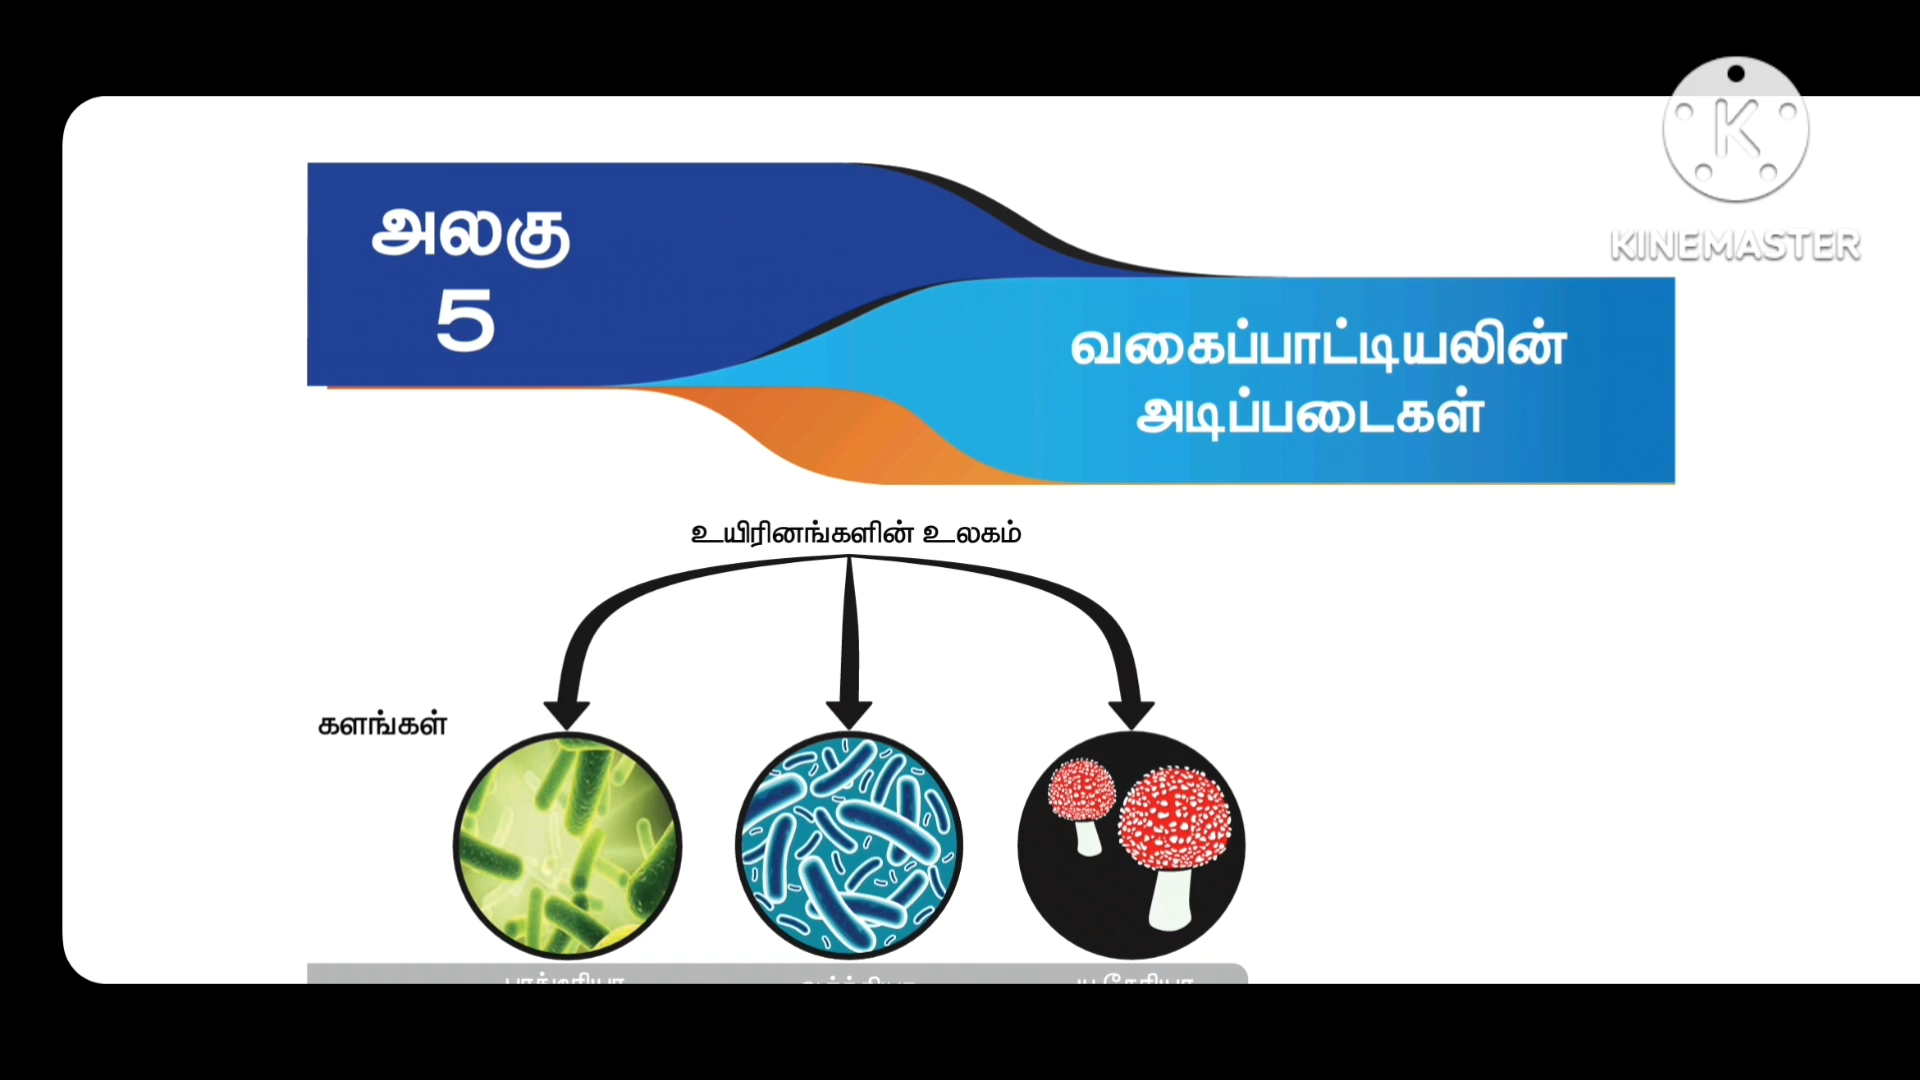 அலகு
5
வகைப்பாட்டியலின்
அடிப்படைகள்
K
KINEMASTER
உயிரினங்களின் உலகம்
களங்கள்